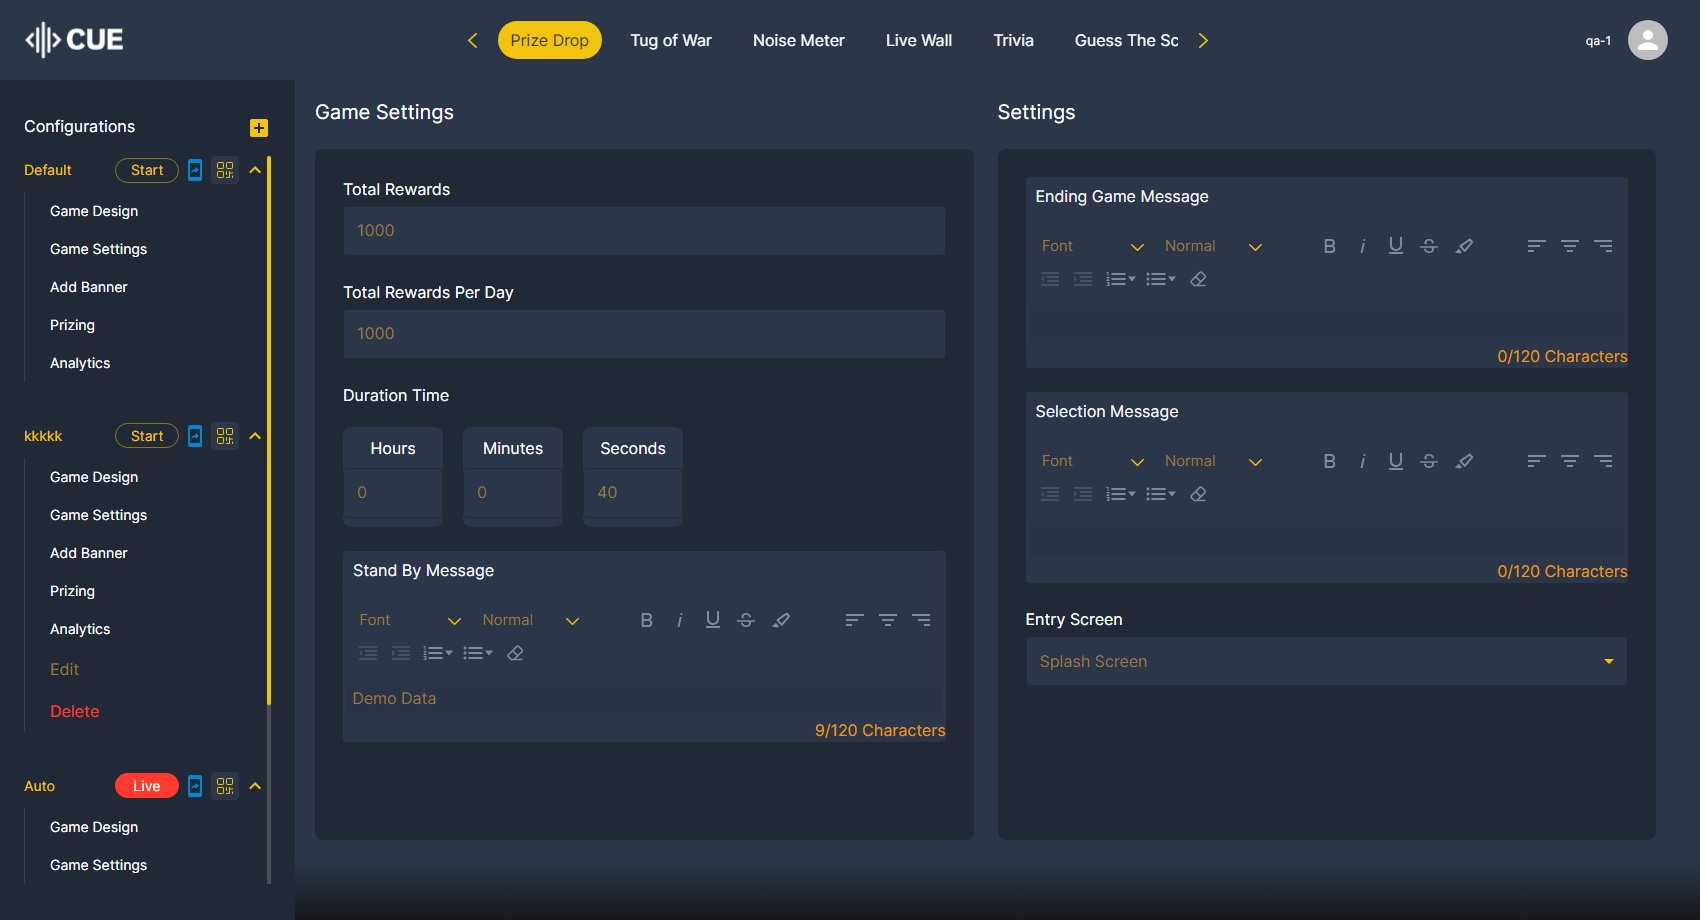 CUE
Prize Drop
Tug of War
Noise Meter
Live Wall
Trivia
Guess The Sc
qa-1
Configurations
Default
Start
Game Design
Game Settings
Add Banner
Prizing
Analytics
kkkkk
Start
Game Design
Game Settings
Add Banner
Prizing
Analytics
Edit
Delete
Auto
Live
Game Design
Game Settings
Game Settings
Total Rewards
1000
Total Rewards Per Day
1000
Duration Time
Hours
Minutes
Seconds
0
0
40
Stand By Message
Font
Normal
Demo Data
9/120 Characters
Settings
Ending Game Message
Font
Normal
0/120 Characters
Selection Message
Font
Normal
0/120 Characters
Entry Screen
Splash Screen